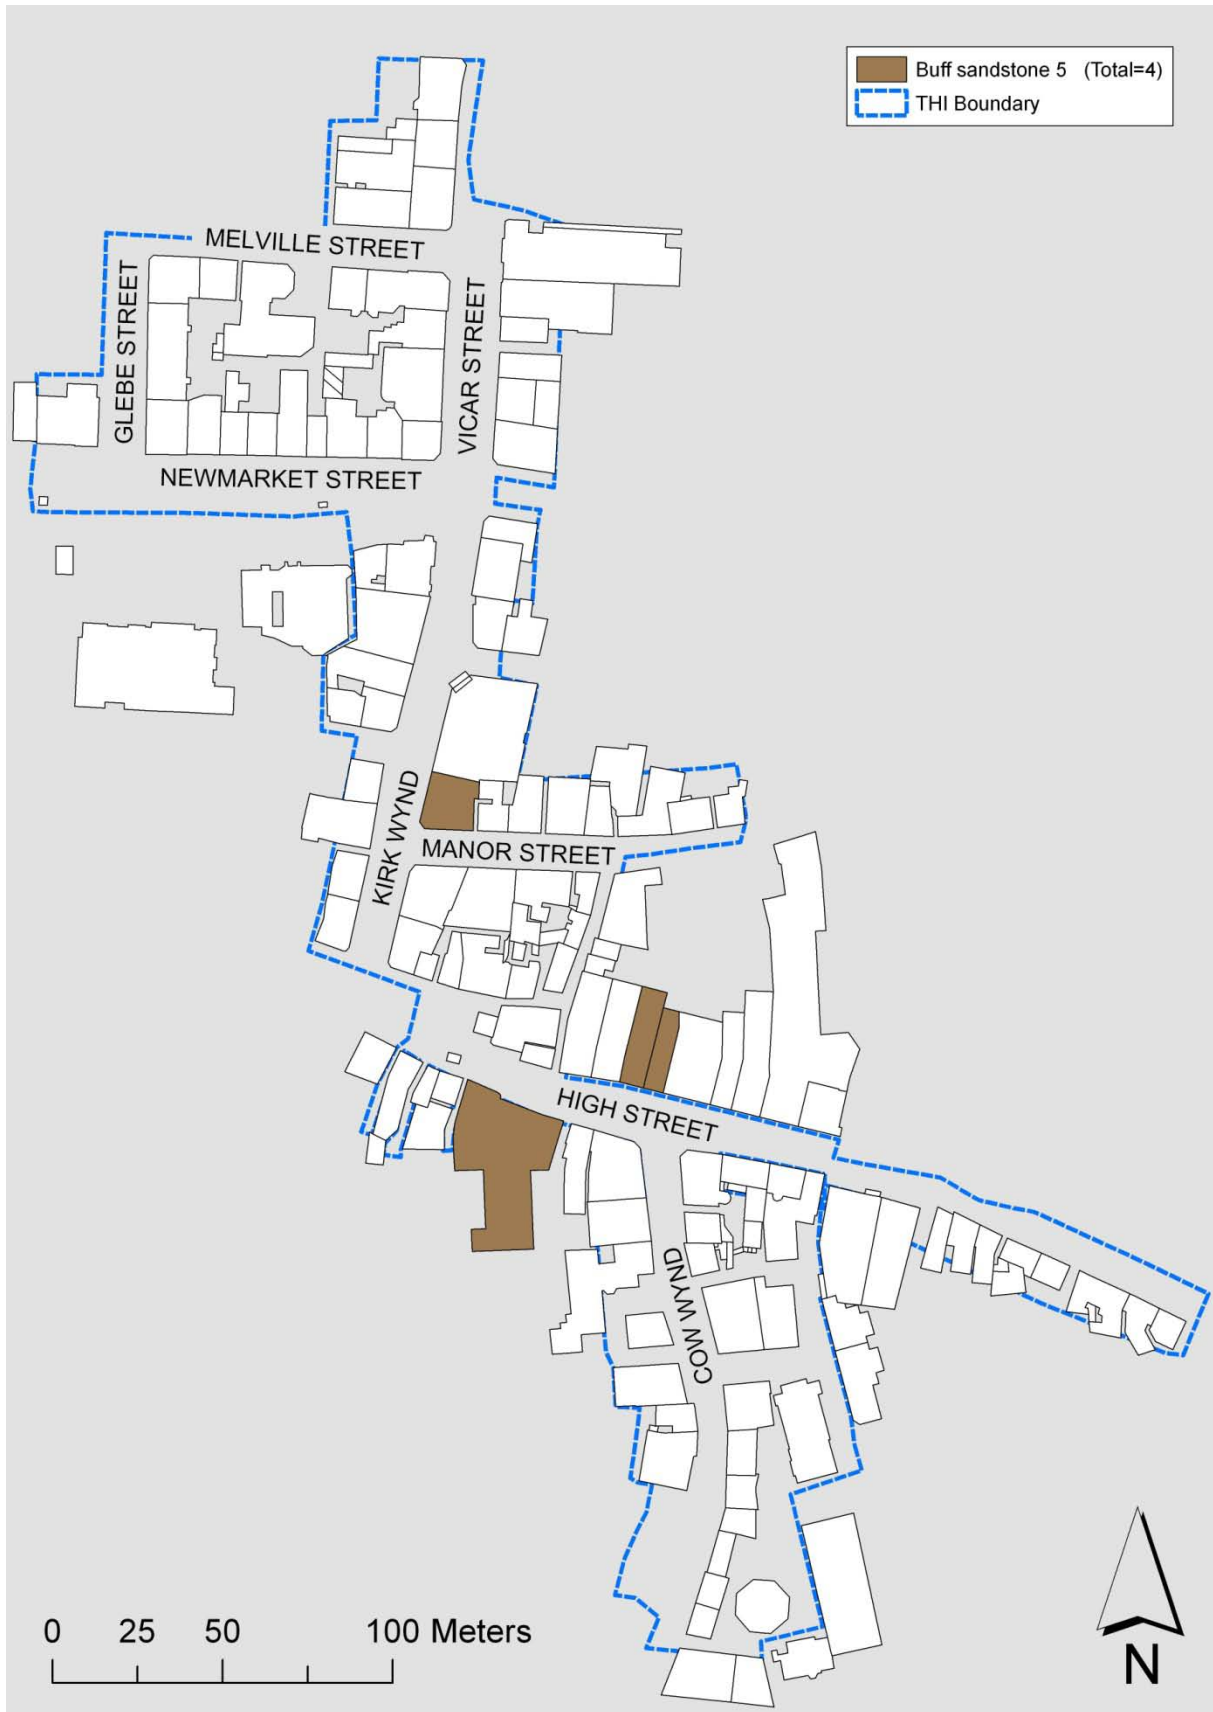 Buff sandstone 5 (Total=4)
THI Boundary
MELVILLE STREET
GLEBE STREET
VICAR STREET
NEWMARKET STREET
KIRK WYND
MANOR STREET
HIGH STREET
COW WYND
0 25 50 100 Meters
N